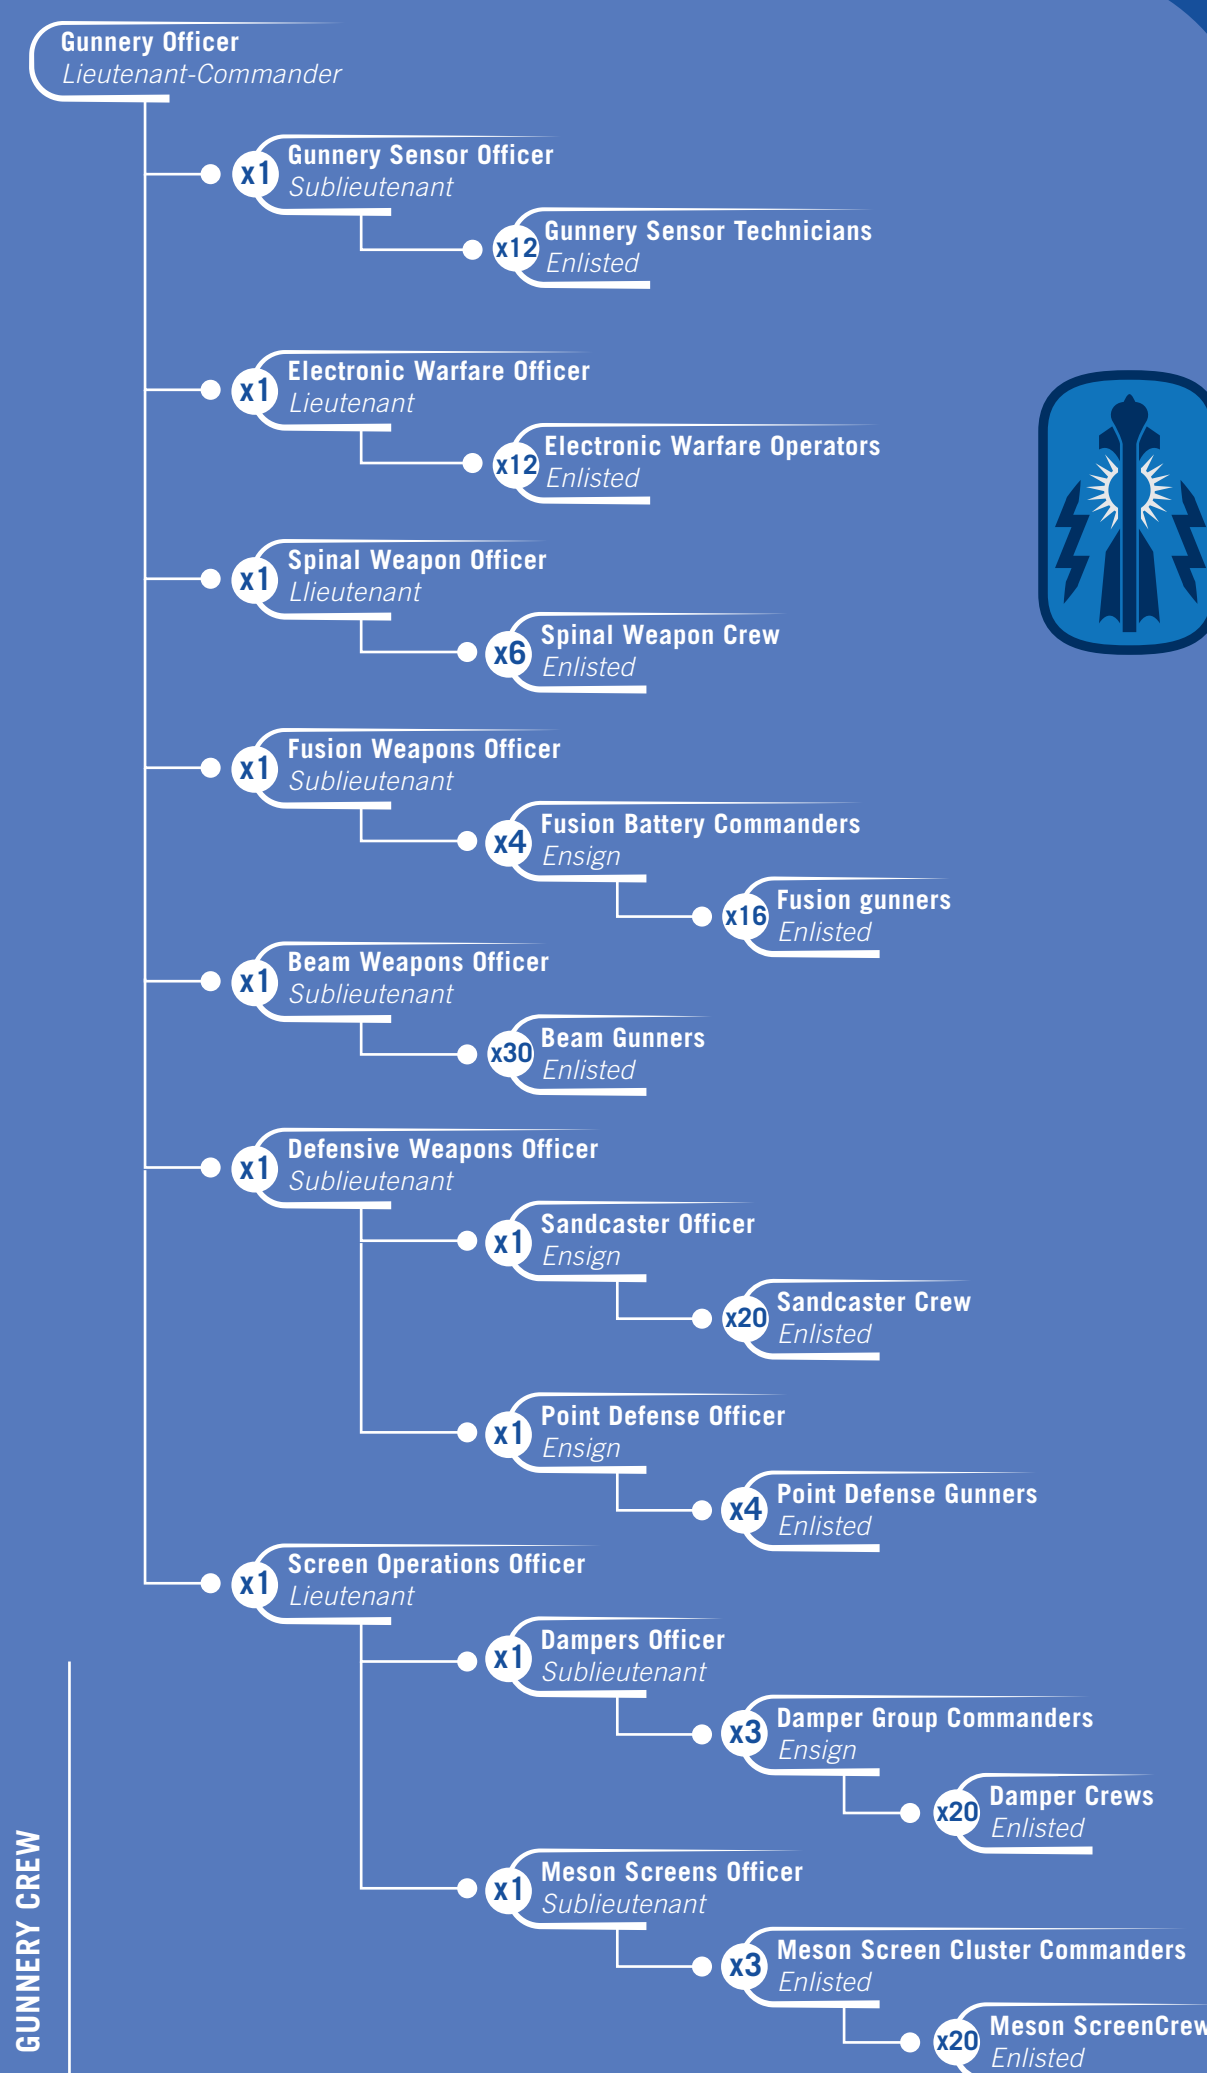 Gunnery Officer
Lieutenant-Commander
x1
Gunnery Sensor Officer
Sublieutenant
x12
Gunnery Sensor Technicians
Enlisted
x1
Electronic Warfare Officer
Lieutenant
x12
Electronic Warfare Operators
Enlisted
x1
Spinal Weapon Officer
Llieutenant
x6
Spinal Weapon Crew
Enlisted
x1
Fusion Weapons Officer
Sublieutenant
x4
Fusion Battery Commanders
Ensign
x16
Fusion gunners
Enlisted
x1
Beam Weapons Officer
Sublieutenant
x30
Beam Gunners
Enlisted
x1
Defensive Weapons Officer
Sublieutenant
x1
Sandcaster Officer
Ensign
x20
Sandcaster Crew
Enlisted
x1
Point Defense Officer
Ensign
x4
Point Defense Gunners
Enlisted
x1
Screen Operations Officer
Lieutenant
x1
Dampers Officer
Sublieutenant
x3
Damper Group Commanders
Ensign
x20
Damper Crews
Enlisted
x1
Meson Screens Officer
Sublieutenant
x3
Meson Screen Cluster Commanders
Enlisted
x20
Meson ScreenCrew
Enlisted
GUNNERY CREW